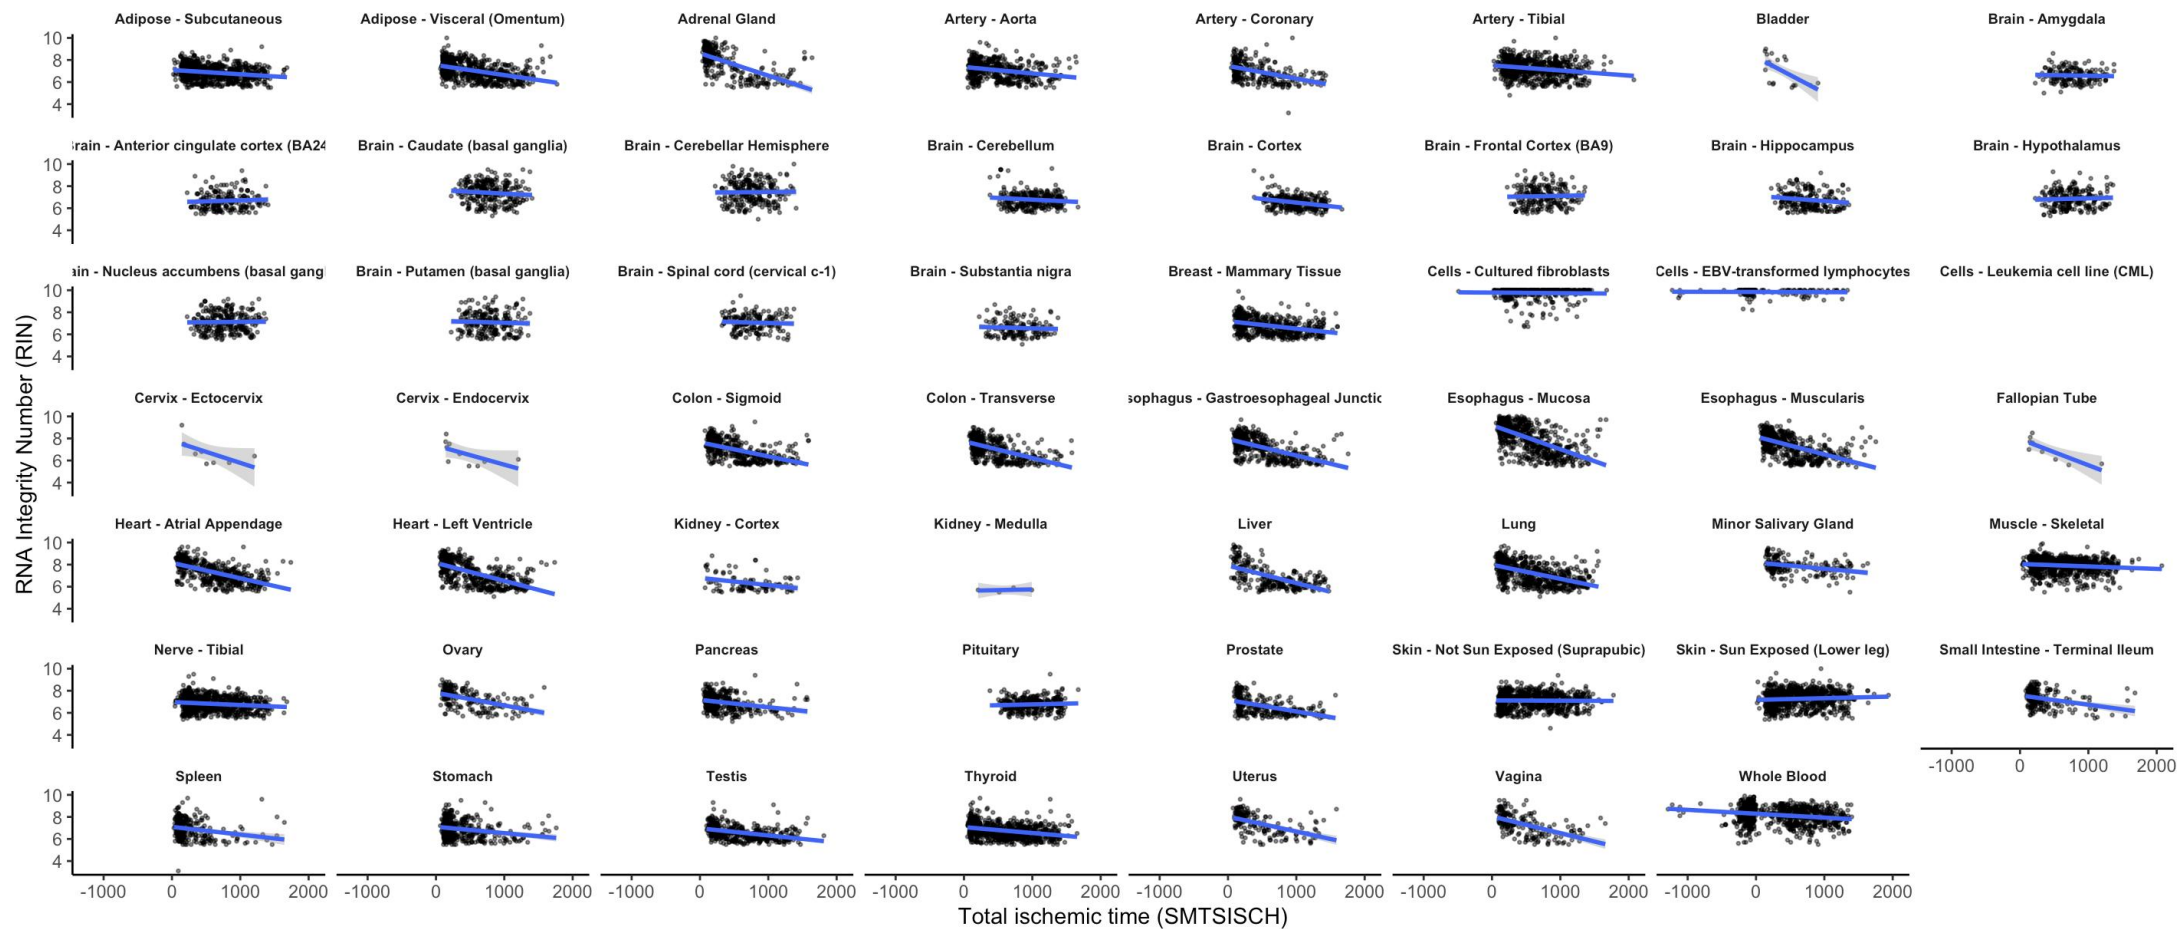 Adipose - Subcutaneous
Adipose - Visceral (Omentum)
Adrenal Gland
Artery - Aorta
Artery - Coronary
Artery - Tibial
Bladder
Brain - Amygdala
10
8
6
4
rain - Anterior cingulate cortex (BA24
Brain - Caudate (basal ganglia)
Brain - Cerebellar Hemisphere
Brain - Cerebellum
Brain - Cortex
Brain - Frontal Cortex (BA9)
Brain - Hippocampus
Brain - Hypothalamus
10
8
6
4
ain - Nucleus accumbens (basal gangl
Brain - Putamen (basal ganglia)
Brain - Spinal cord (cervical c-1)
Brain - Substantia nigra
Breast - Mammary Tissue
Cells - Cultured fibroblasts
Cells - EBV-transformed lymphocytes
Cells - Leukemia cell line (CML)
10
8
6
4
RNA Integrity Number (RIN)
Cervix - Ectocervix
Cervix - Endocervix
Colon - Sigmoid
Colon - Transverse
sophagus - Gastroesophageal Junctic
Esophagus - Mucosa
Esophagus - Muscularis
Fallopian Tube
10
8
6
4
Heart - Atrial Appendage
Heart - Left Ventricle
Kidney - Cortex
Kidney - Medulla
Liver
Lung
Minor Salivary Gland
Muscle - Skeletal
10
8
6
4
Nerve - Tibial
Ovary
Pancreas
Pituitary
Prostate
Skin - Not Sun Exposed (Suprapubic)
Skin - Sun Exposed (Lower leg)
Small Intestine - Terminal Ileum
10
8
6
4
-1000 0 1000 2000
Spleen
Stomach
Testis
Thyroid
Uterus
Vagina
Whole Blood
10
8
6
4
-1000 0 1000 2000
-1000 0 1000 2000
-1000 0 1000 2000
-1000 0 1000 2000
-1000 0 1000 2000
-1000 0 1000 2000
-1000 0 1000 2000
Total ischemic time (SMTSISCH)